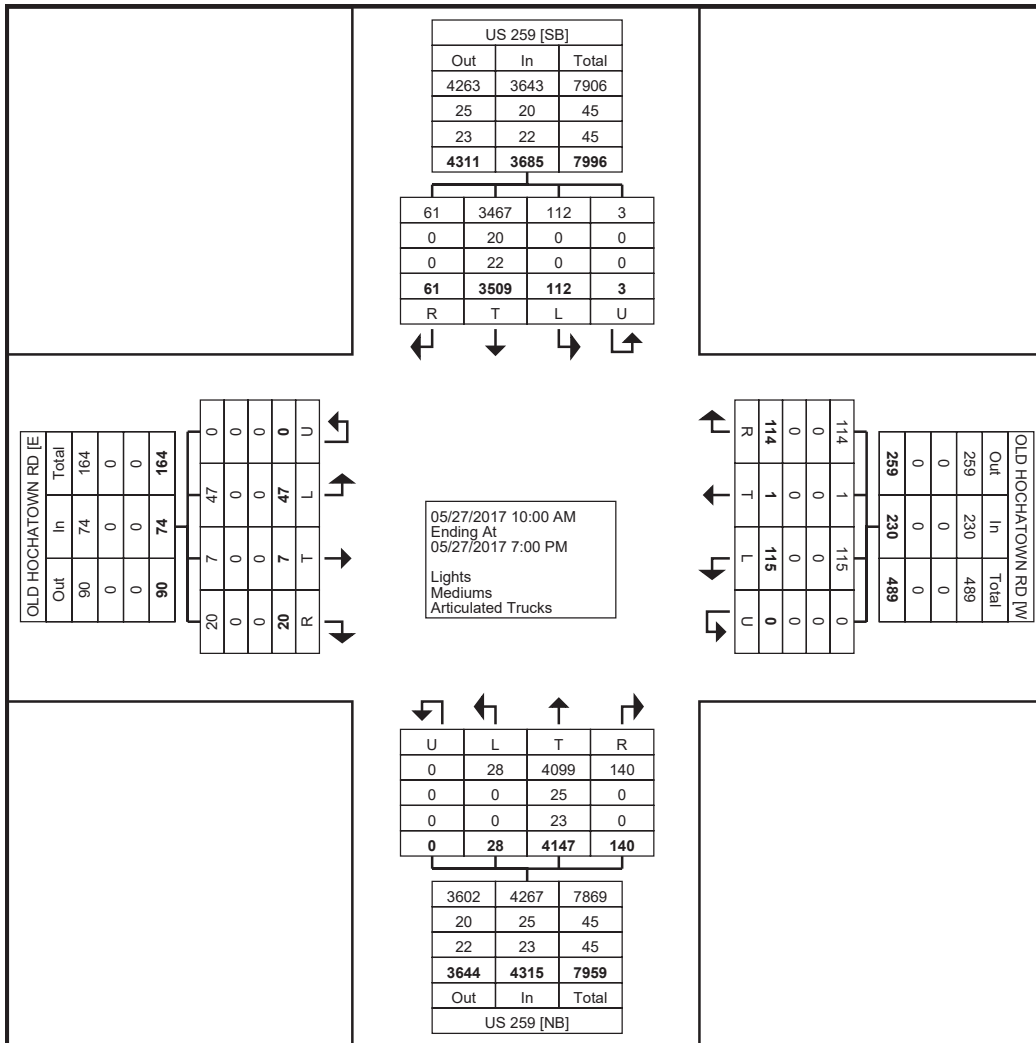 US 259 [SB]
Out In Total
4263 3643 7906
25 20 45
23 22 45
4311 3685 7996
61 3467 112 3
0 20 0 0
0 22 0 0
61 3509 112 3
R T L U
OLD HOCHATOWN RD [E
Total In Out
164 74 90
0 0 0
0 0 0
164 74 90
0 47 7 20
0 0 0 0
0 0 0 0
0 47 7 20
U L T R
05/27/2017 10:00 AM
Ending At
05/27/2017 7:00 PM
Lights
Mediums
Articulated Trucks
OLD HOCHATOWN RD [W
Out In Total
259 230 489
0 0 0
0 0 0
259 230 489
114 1 115 0
0 0 0 0
0 0 0 0
114 1 115 0
R T L U
U L T R
0 28 4099 140
0 0 25 0
0 0 23 0
0 28 4147 140
3602 4267 7869
20 25 45
22 23 45
3644 4315 7959
Out In Total
US 259 [NB]